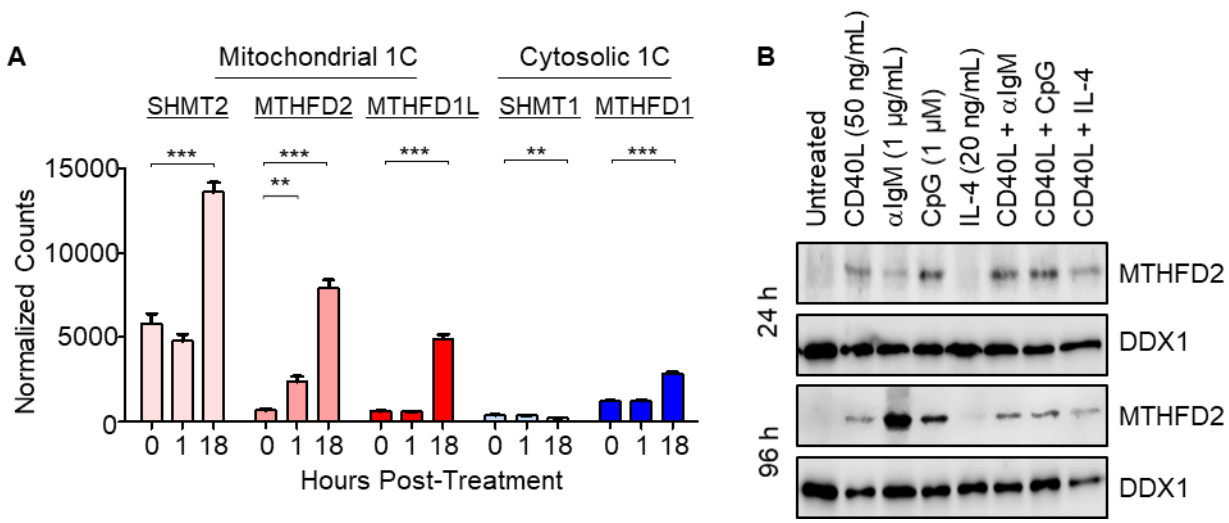 A
Mitochondrial 1C
Cytosolic 1C
SHMT2
MTHFD2
MTHFD1L
SHMT1
MTHFD1
***
***
**
***
**
***
Normalized Counts
15000
10000
5000
0
0 1 18
0 1 18
0 1 18
0 1 18
0 1 18
Hours Post-Treatment
B
Untreated
CD40L (50 ng/mL)
αIgM (1 μg/mL)
CpG (1 μM)
IL-4 (20 ng/mL)
CD40L + αIgM
CD40L + CpG
CD40L + IL-4
24 h
MTHFD2
DDX1
96 h
MTHFD2
DDX1